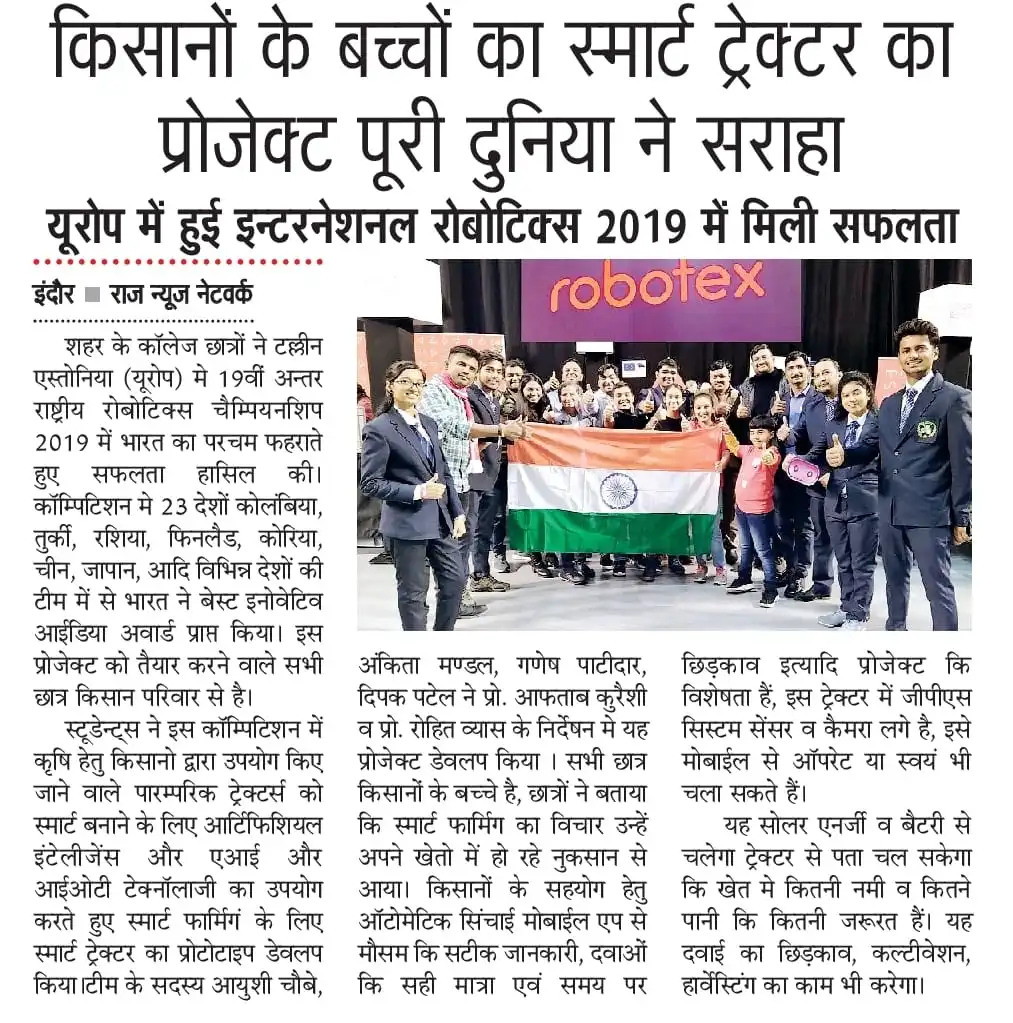 किसानों के बच्चों का स्मार्ट ट्रेक्टर का
प्रोजेक्ट पूरी दुनिया ने सराहा
यूरोप में हुई इन्टरनेशनल रोबोटिक्स 2019 में मिली सफलता
इंदौर ■ राज न्यूज नेटवर्क
शहर के कॉलेज छात्रों ने टल्लीन
एस्तोनिया (यूरोप) मे 19वीं अन्तर
राष्ट्रीय रोबोटिक्स चैम्पियनशिप
2019 में भारत का परचम फहराते
हुए सफलता हासिल की।
कॉम्पिटिशन मे 23 देशों कोलंबिया,
तुर्की, रशिया, फिनलैड, कोरिया,
चीन, जापान, आदि विभिन्न देशों की
टीम में से भारत ने बेस्ट इनोवेटिव
आईडिया अवार्ड प्राप्त किया। इस
प्रोजेक्ट को तैयार करने वाले सभी
छात्र किसान परिवार से है।
स्टूडेन्ट्स ने इस कॉम्पिटिशन में
कृषि हेतु किसानो द्वारा उपयोग किए
जाने वाले पारम्परिक ट्रेक्टर्स को
स्मार्ट बनाने के लिए आर्टिफिशियल
इंटेलीजेंस और एआई और
आईओटी टेक्नॉलाजी का उपयोग
करते हुए स्मार्ट फार्मिगं के लिए
स्मार्ट ट्रेक्टर का प्रोटोटाइप डेवलप
किया।टीम के सदस्य आयुशी चौबे,
robotex
अंकिता मण्डल, गणेष पाटीदार,
दिपक पटेल ने प्रो. आफताब कुरैशी
व प्रो. रोहित व्यास के निर्देषन मे यह
प्रोजेक्ट डेवलप किया । सभी छात्र
किसानों के बच्चे है, छात्रों ने बताया
कि स्मार्ट फार्मिग का विचार उन्हें
अपने खेतो में हो रहे नुकसान से
आया। किसानों के सहयोग हेतु
ऑटोमेटिक सिंचाई मोबाईल एप से
मौसम कि सटीक जानकारी, दवाओं
कि सही मात्रा एवं समय पर
छिड़काव इत्यादि प्रोजेक्ट कि
विशेषता हैं, इस ट्रेक्टर में जीपीएस
सिस्टम सेंसर व कैमरा लगे है, इसे
मोबाईल से ऑपरेट या स्वयं भी
चला सकते हैं।
यह सोलर एनर्जी व बैटरी से
चलेगा ट्रेक्टर से पता चल सकेगा
कि खेत मे कितनी नमी व कितने
पानी कि कितनी जरूरत हैं। यह
दवाई का छिड़काव, कल्टीवेशन,
हार्वेस्टिंग का काम भी करेगा।